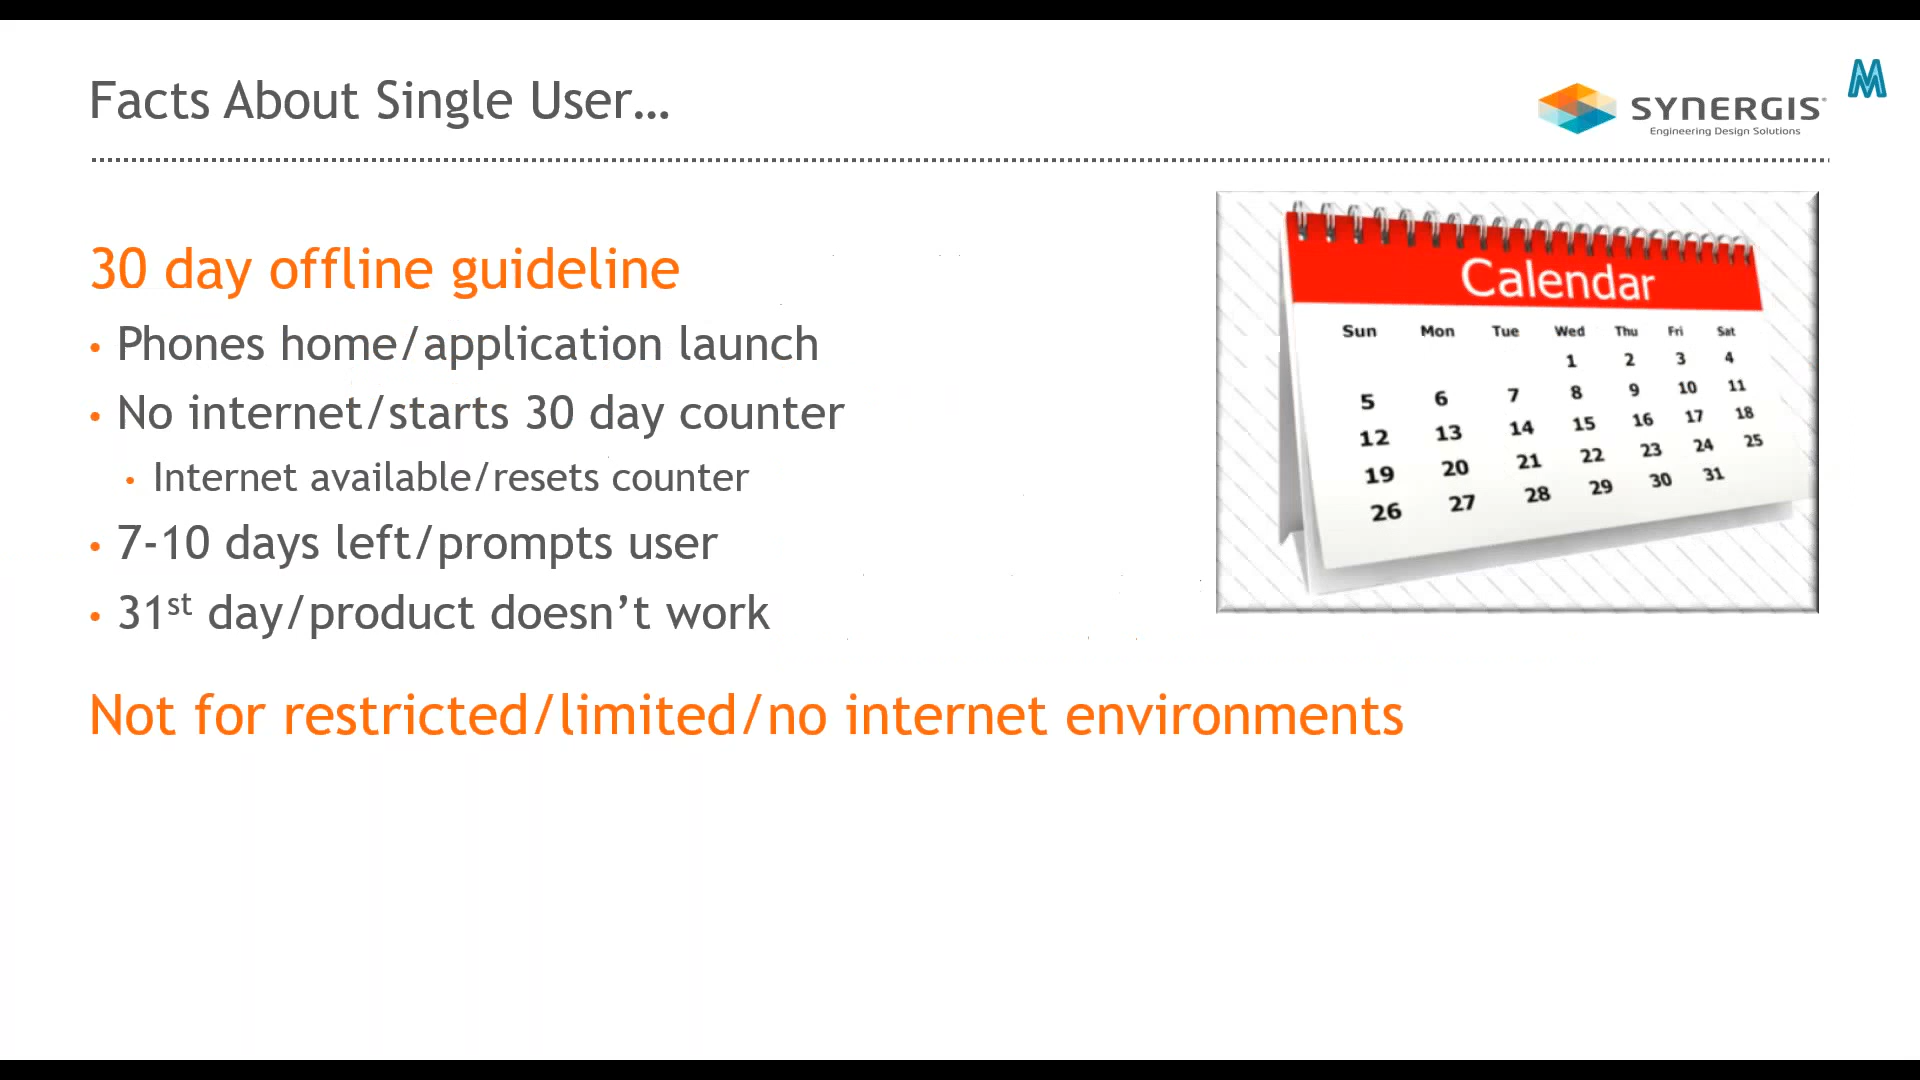 Facts About Single User…
SYNERGIS®
Engineering Design Solutions
30 day offline guideline
• Phones home/application launch
• No internet/starts 30 day counter
• Internet available/resets counter
• 7-10 days left/prompts user
• 31st day/product doesn’t work
Not for restricted/limited/no internet environments
Calendar
Sun Mon Tue Wed Thu Fri Sat
1 2 3 4
5 6 7 8 9 10 11
12 13 14 15 16 17 18
19 20 21 22 23 24 25
26 27 28 29 30 31